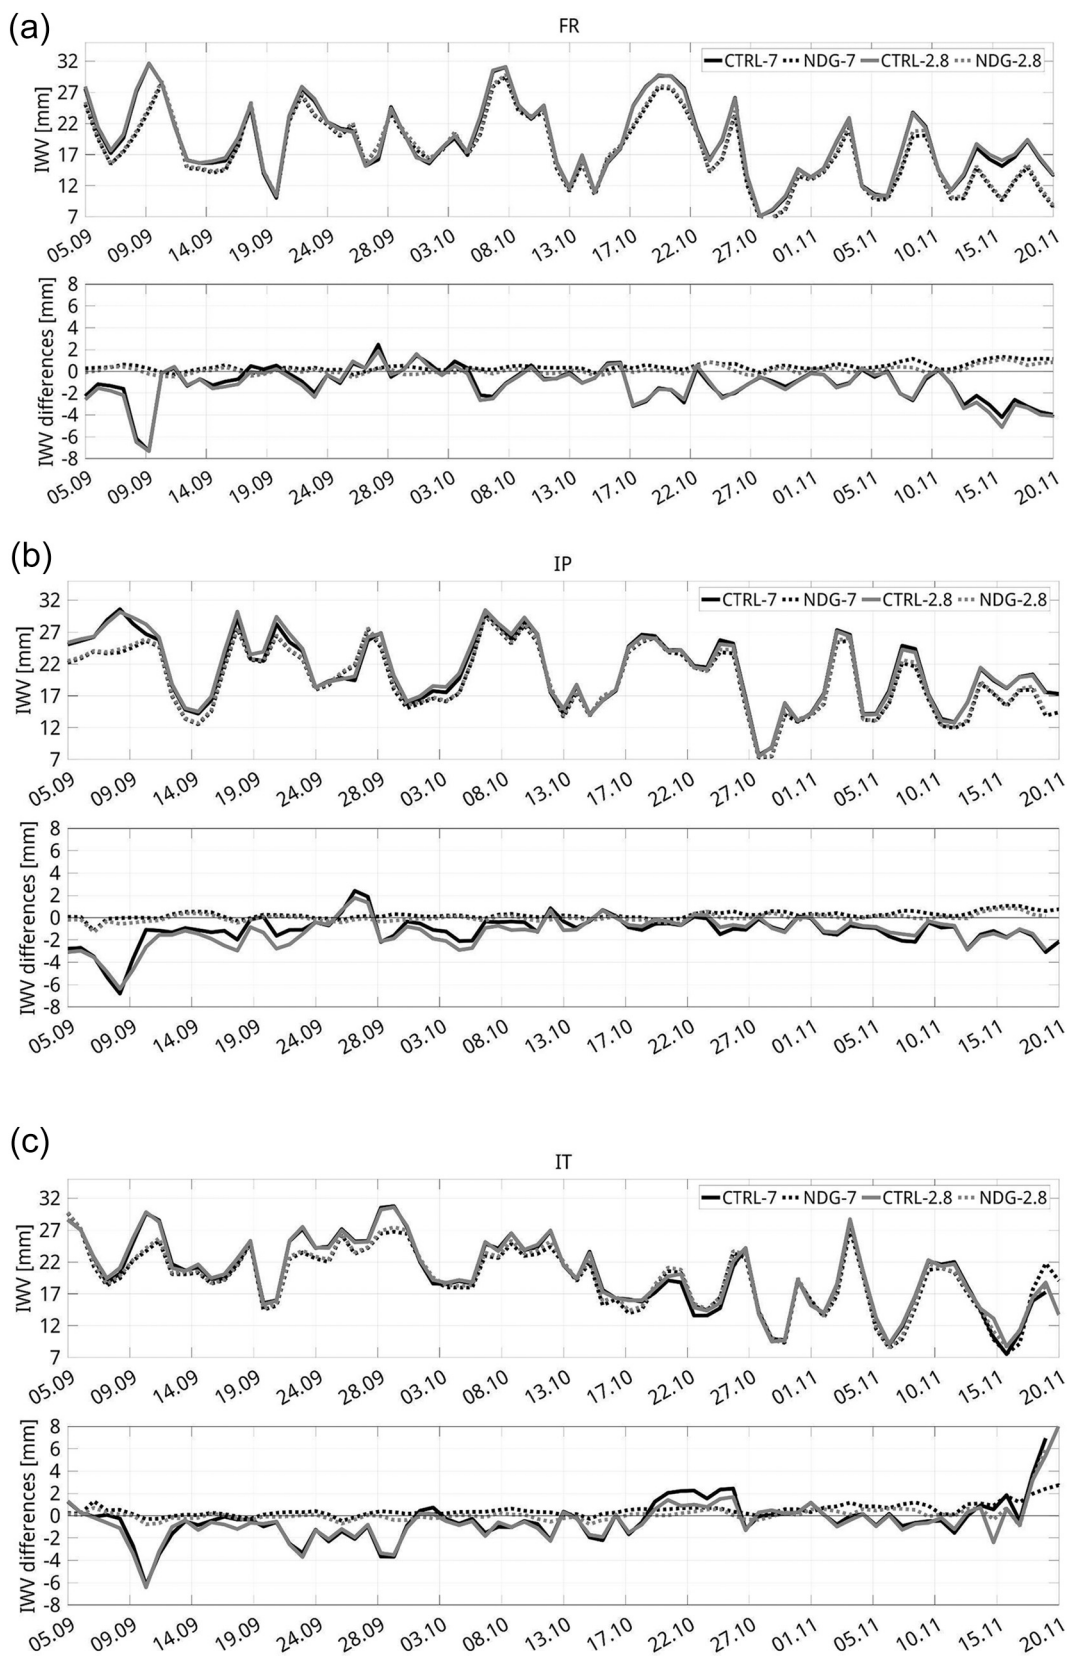 (a)
FR
CTRL-7 NDG-7 CTRL-2.8 NDG-2.8
IWV [mm]
32
27
22
17
12
7
05.09 09.09 14.09 19.09 24.09 28.09 03.10 08.10 13.10 17.10 22.10 27.10 01.11 05.11 10.11 15.11 20.11
IWV differences [mm]
8
6
4
2
0
-2
-4
-6
-8
05.09 09.09 14.09 19.09 24.09 28.09 03.10 08.10 13.10 17.10 22.10 27.10 01.11 05.11 10.11 15.11 20.11
(b)
IP
CTRL-7 NDG-7 CTRL-2.8 NDG-2.8
IWV [mm]
32
27
22
17
12
7
05.09 09.09 14.09 19.09 24.09 28.09 03.10 08.10 13.10 17.10 22.10 27.10 01.11 05.11 10.11 15.11 20.11
IWV differences [mm]
8
6
4
2
0
-2
-4
-6
-8
05.09 09.09 14.09 19.09 24.09 28.09 03.10 08.10 13.10 17.10 22.10 27.10 01.11 05.11 10.11 15.11 20.11
(c)
IT
CTRL-7 NDG-7 CTRL-2.8 NDG-2.8
IWV [mm]
32
27
22
17
12
7
05.09 09.09 14.09 19.09 24.09 28.09 03.10 08.10 13.10 17.10 22.10 27.10 01.11 05.11 10.11 15.11 20.11
IWV differences [mm]
8
6
4
2
0
-2
-4
-6
-8
05.09 09.09 14.09 19.09 24.09 28.09 03.10 08.10 13.10 17.10 22.10 27.10 01.11 05.11 10.11 15.11 20.11